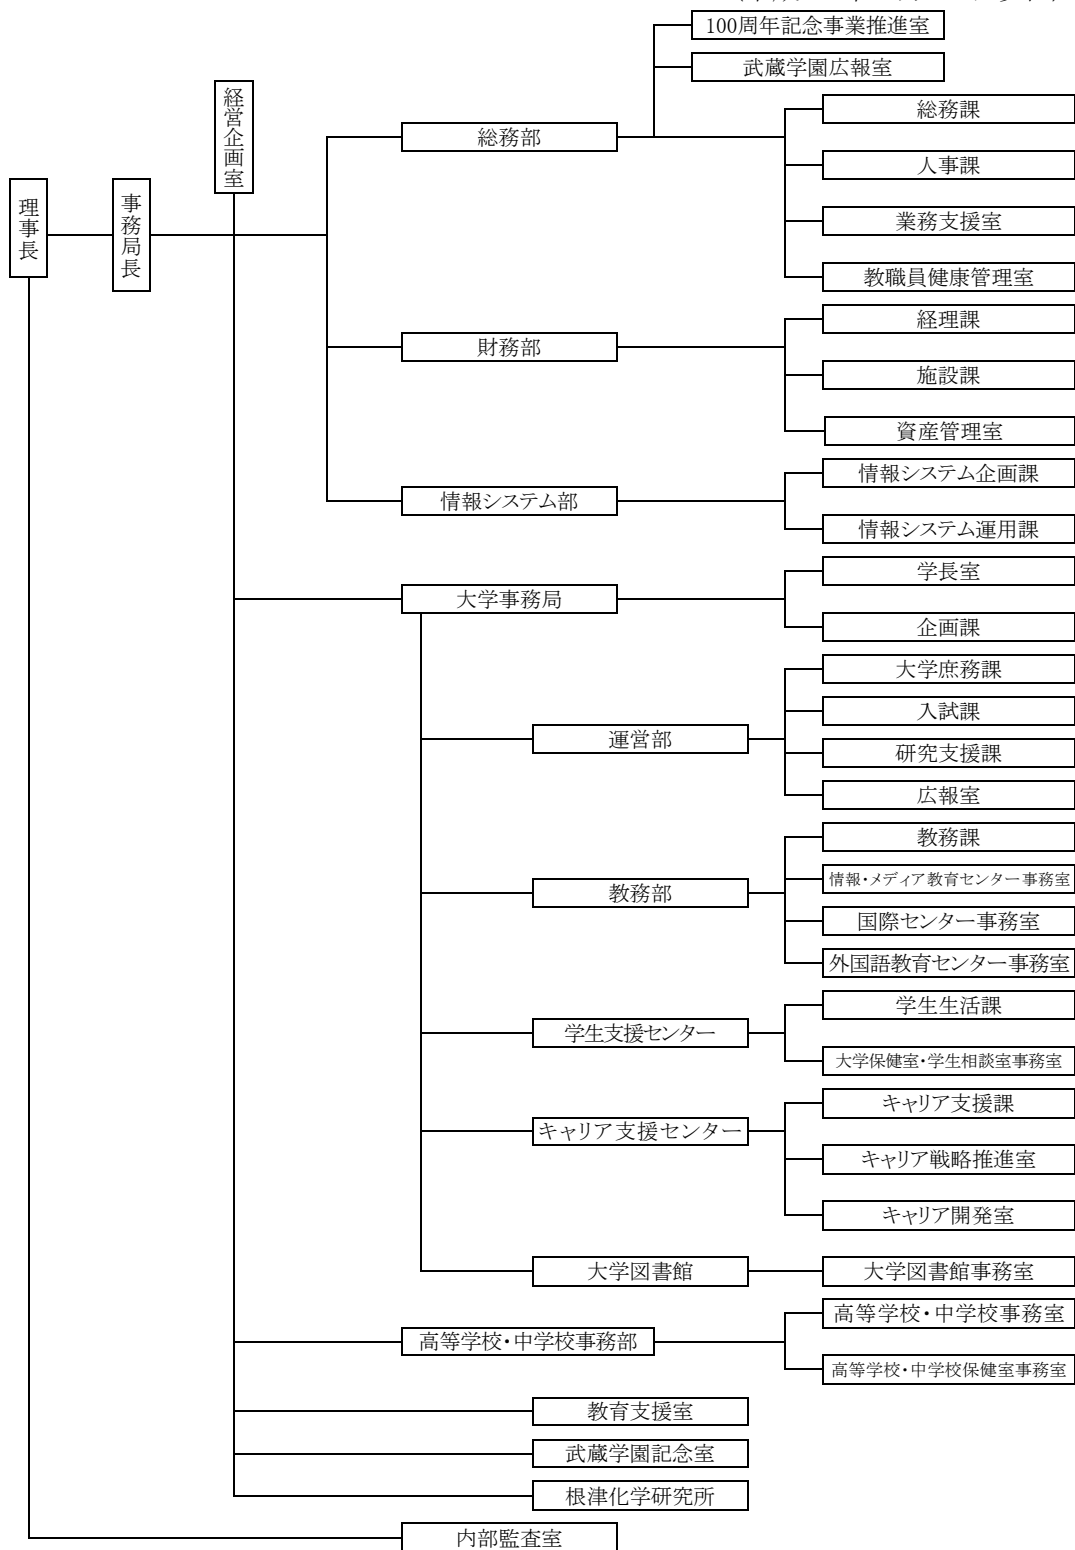 100周年記念事業推進室
武蔵学園広報室
経営企画室
総務部
総務課
人事課
業務支援室
教職員健康管理室
理事長
事務局長
財務部
経理課
施設課
資産管理室
情報システム部
情報システム企画課
情報システム運用課
大学事務局
学長室
企画課
運営部
大学庶務課
入試課
研究支援課
広報室
教務部
教務課
情報・メディア教育センター事務室
国際センター事務室
外国語教育センター事務室
学生支援センター
学生生活課
大学保健室・学生相談室事務室
キャリア支援センター
キャリア支援課
キャリア戦略推進室
キャリア開発室
大学図書館
大学図書館事務室
高等学校・中学校事務部
高等学校・中学校事務室
高等学校・中学校保健室事務室
教育支援室
武蔵学園記念室
根津化学研究所
内部監査室